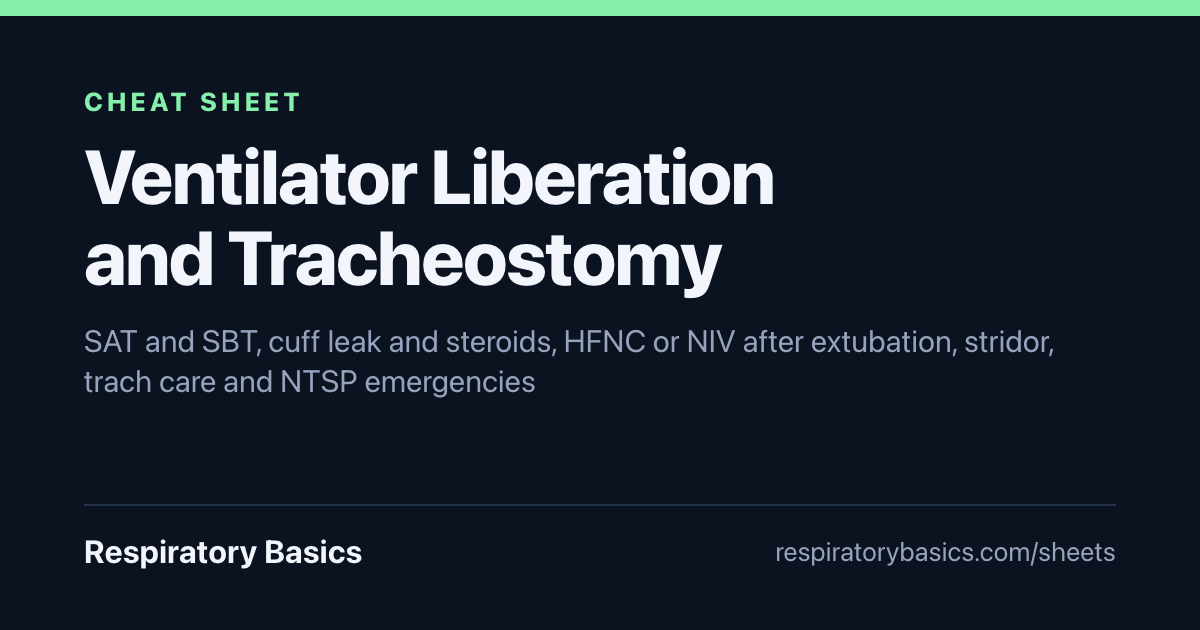 CHEAT SHEET
Ventilator Liberation
and Tracheostomy
SAT and SBT, cuff leak and steroids, HFNC or NIV after extubation, stridor,
trach care and NTSP emergencies
Respiratory Basics
respiratorybasics.com/sheets